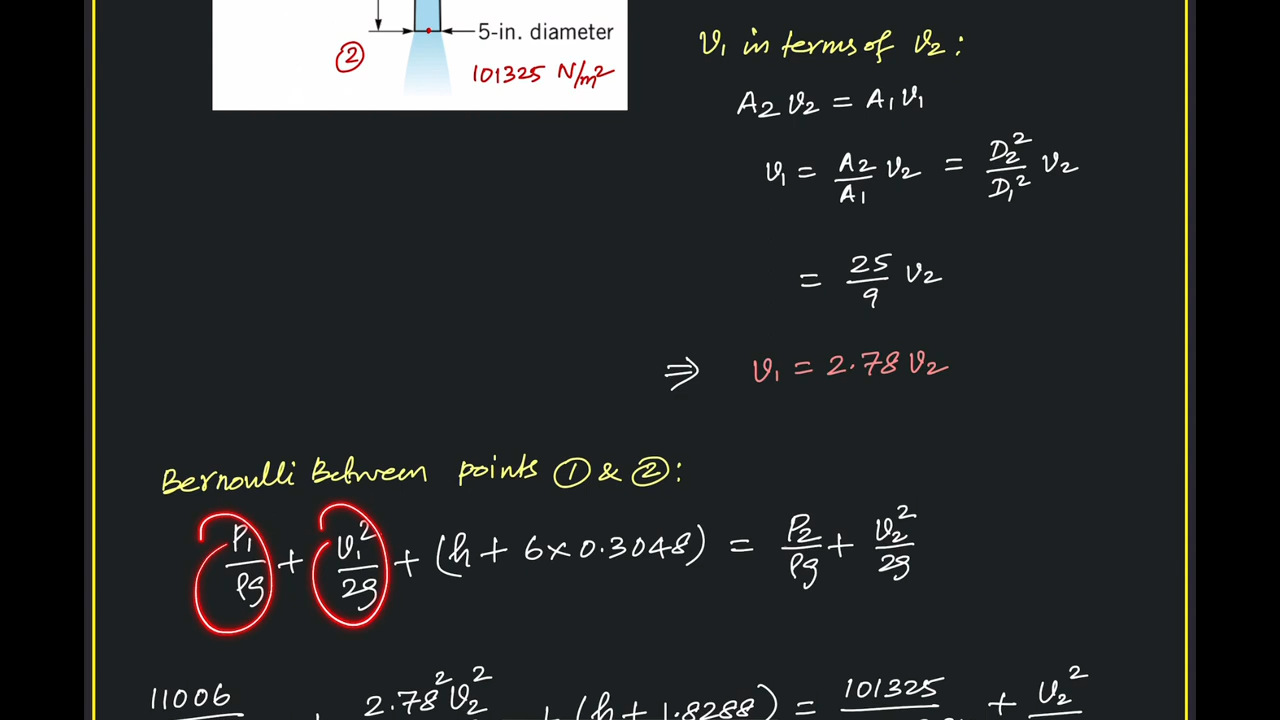 5-in. diameter
②
101325 N/m²
v₁ in terms of v₂ :
A₂ v₂ = A₁ v₁
v₁ = A₂/A₁ v₂ = D₂²/D₁² v₂
= 25/9 v₂
⇒ v₁ = 2.78 v₂
Bernoulli Between points ① & ② :
P₁/ρg + v₁²/2g + (h + 6 × 0.3048) = P₂/ρg + v₂²/2g
11006 + 2.78² v₂² + (h + 1.8288) = 101325 + v₂²